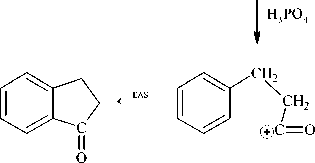 H₃PO₄
CH₂
EAS
CH₂
⊕C=O
O